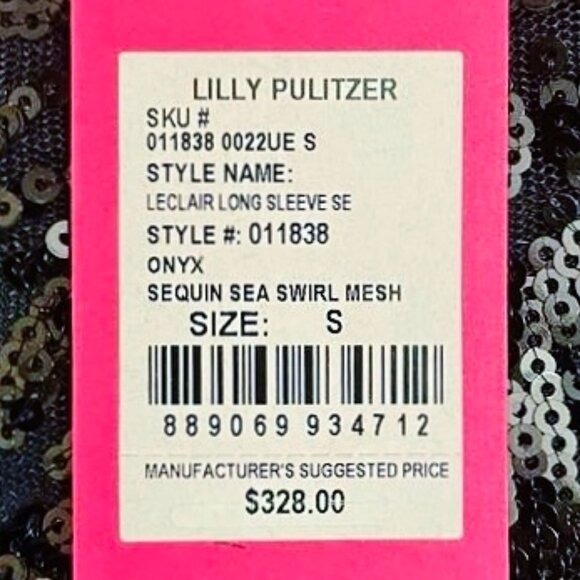 LILLY PULITZER
SKU #
011838 0022UE S
STYLE NAME:
LECLAIR LONG SLEEVE SE
STYLE #: 011838
ONYX
SEQUIN SEA SWIRL MESH
SIZE: S
889069 934712
MANUFACTURER'S SUGGESTED PRICE
$328.00